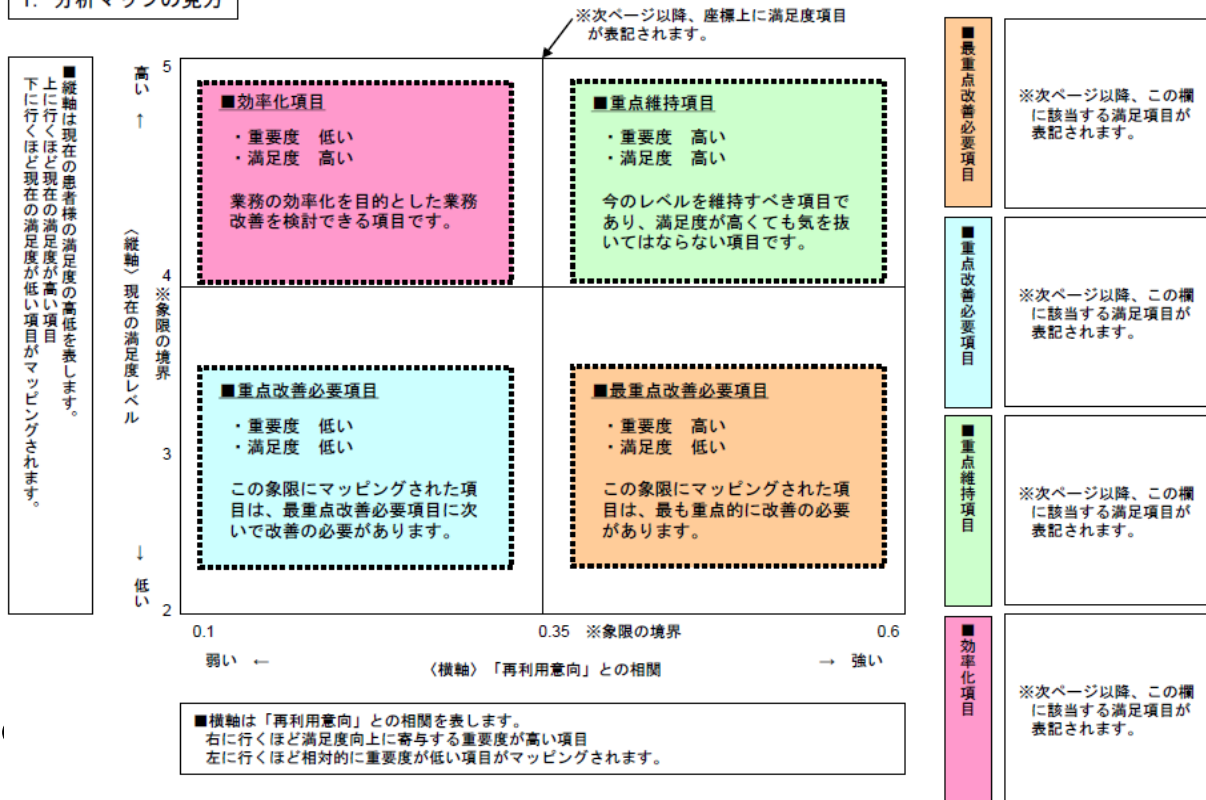 1. 分析マップの見方
※次ページ以降、座標上に満足度項目
が表記されます。
■縦軸は現在の患者様の満足度の高低を表します。
上に行くほど現在の満足度が高い項目
下に行くほど現在の満足度が低い項目がマッピングされます。
高い ↑
〈縦軸〉現在の満足度レベル
↓ 低い
5
4
※象限の境界
3
2
■効率化項目
・重要度 低い
・満足度 高い
業務の効率化を目的とした業務
改善を検討できる項目です。
■重点維持項目
・重要度 高い
・満足度 高い
今のレベルを維持すべき項目で
あり、満足度が高くても気を抜
いてはならない項目です。
■重点改善必要項目
・重要度 低い
・満足度 低い
この象限にマッピングされた項
目は、最重点改善必要項目に次
いで改善の必要があります。
■最重点改善必要項目
・重要度 高い
・満足度 低い
この象限にマッピングされた項
目は、最も重点的に改善の必要
があります。
0.1
0.35 ※象限の境界
0.6
弱い ←
〈横軸〉「再利用意向」との相関
→ 強い
■横軸は「再利用意向」との相関を表します。
右に行くほど満足度向上に寄与する重要度が高い項目
左に行くほど相対的に重要度が低い項目がマッピングされます。
■最重点改善必要項目
※次ページ以降、この欄
に該当する満足項目が
表記されます。
■重点改善必要項目
※次ページ以降、この欄
に該当する満足項目が
表記されます。
■重点維持項目
※次ページ以降、この欄
に該当する満足項目が
表記されます。
■効率化項目
※次ページ以降、この欄
に該当する満足項目が
表記されます。